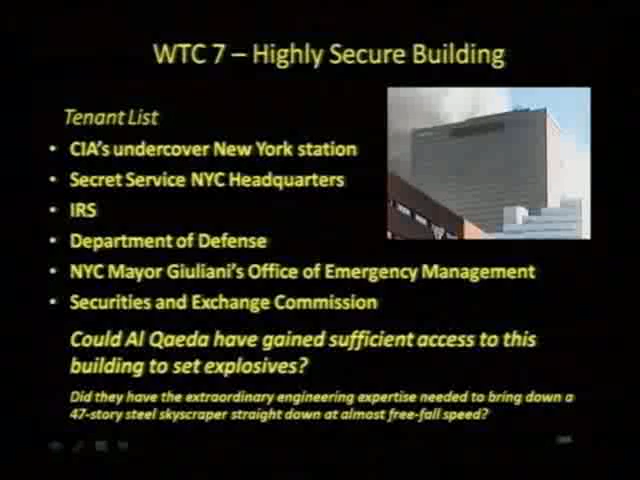 WTC 7 – Highly Secure Building
Tenant List
• CIA's undercover New York station
• Secret Service NYC Headquarters
• IRS
• Department of Defense
• NYC Mayor Giuliani's Office of Emergency Management
• Securities and Exchange Commission
Could Al Qaeda have gained sufficient access to this
building to set explosives?
Did they have the extraordinary engineering expertise needed to bring down a
47-story steel skyscraper straight down at almost free-fall speed?